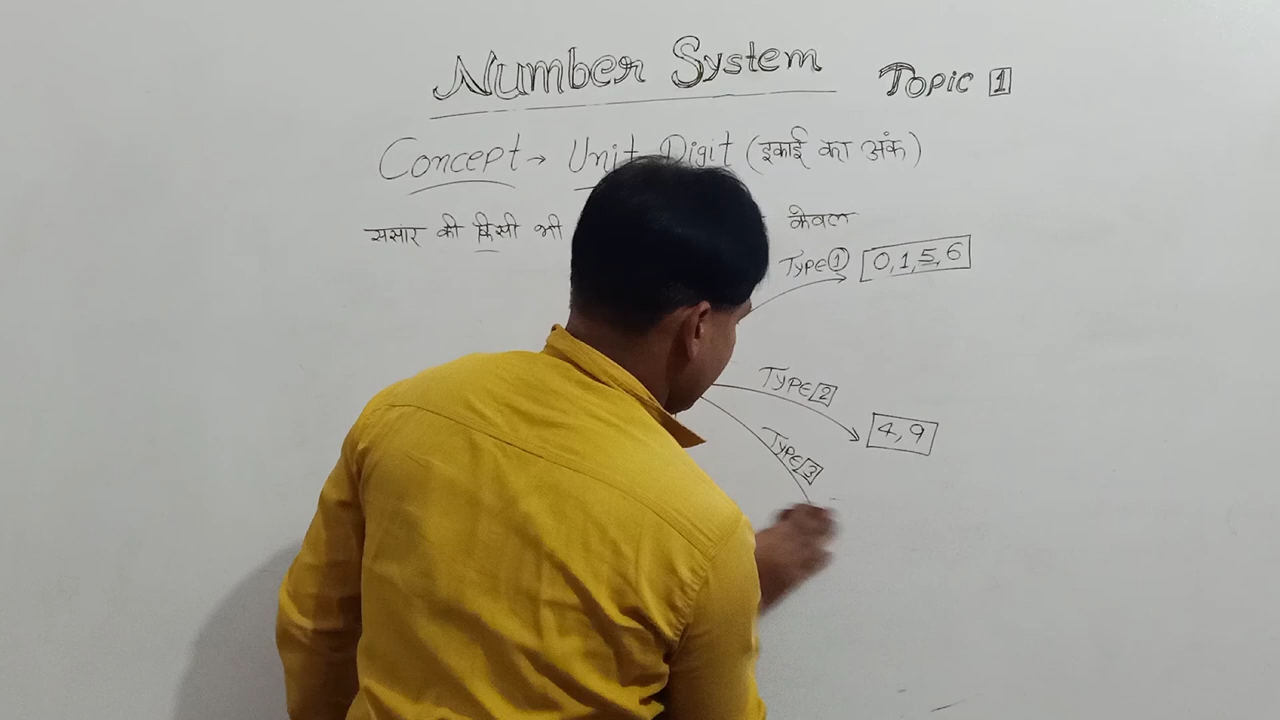 Number System Topic 1
Concept → Unit Digit (इकाई का अंक)
ससार की किसी भी केवल
Type 1 0,1,5,6
Type 2
4,9
Type 3